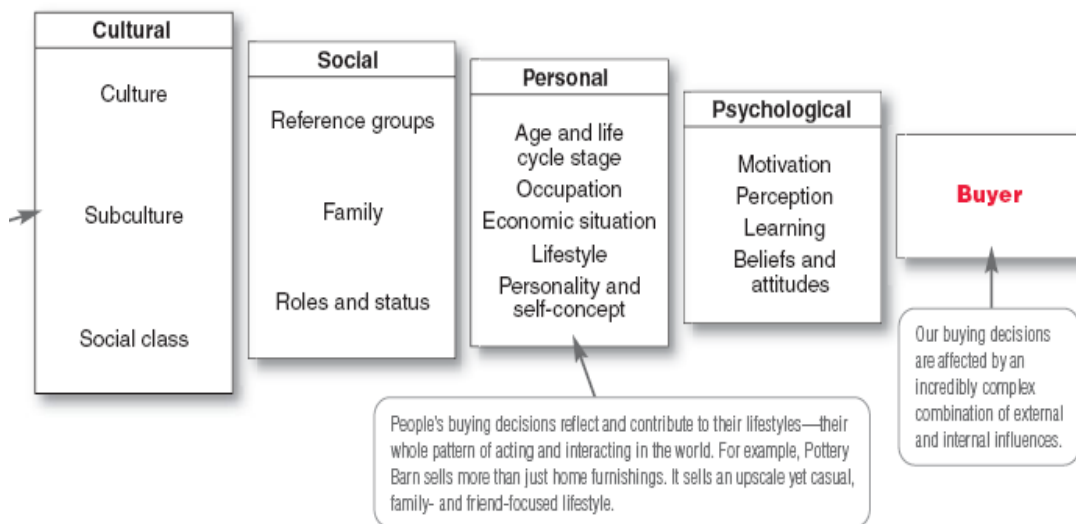 Cultural
Culture
Subculture
Social class
Social
Reference groups
Family
Roles and status
Personal
Age and life
cycle stage
Occupation
Economic situation
Lifestyle
Personality and
self-concept
Psychological
Motivation
Perception
Learning
Beliefs and
attitudes
Buyer
People's buying decisions reflect and contribute to their lifestyles—their
whole pattern of acting and interacting in the world. For example, Pottery
Barn sells more than just home furnishings. It sells an upscale yet casual,
family- and friend-focused lifestyle.
Our buying decisions
are affected by an
incredibly complex
combination of external
and internal influences.